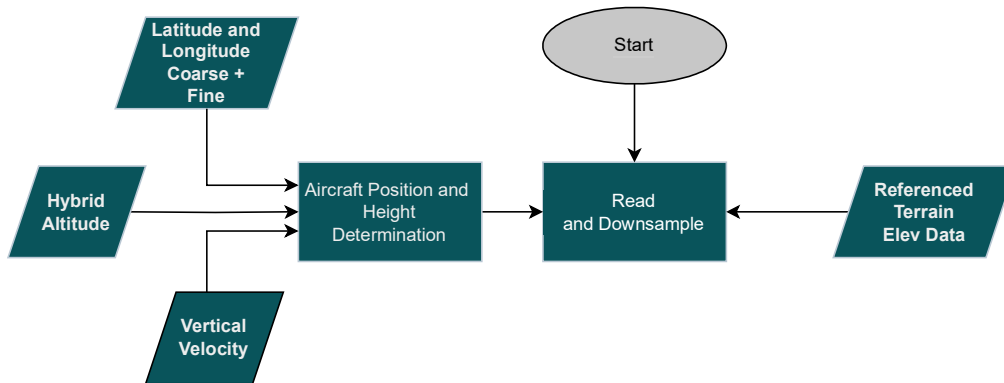 Latitude and
Longitude
Coarse +
Fine
Start
Hybrid
Altitude
Aircraft Position and
Height
Determination
Read
and Downsample
Referenced
Terrain
Elev Data
Vertical
Velocity